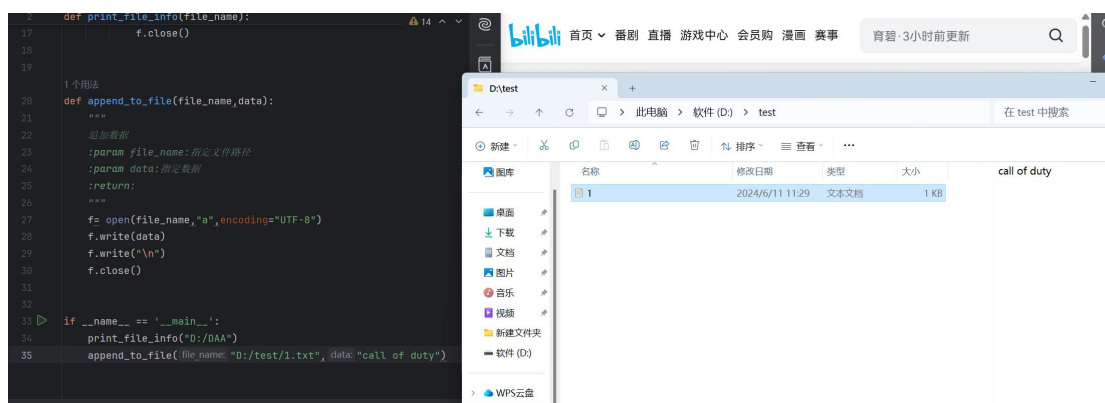 2 def print_file_info(file_name):
14
17 f.close()
18
19
1 个用法
20 def append_to_file(file_name,data):
21 """
22 追加数据
23 :param file_name:指定文件路径
24 :param data:指定数据
25 :return:
26 """
27 f= open(file_name,"a",encoding="UTF-8")
28 f.write(data)
29 f.write("\n")
30 f.close()
31
32
33 if __name__ == '__main__':
34 print_file_info("D:/DAA")
35 append_to_file( file_name: "D:/test/1.txt", data: "call of duty")
bilibili 首页 番剧 直播 游戏中心 会员购 漫画 赛事 育碧·3小时前更新
D:\test
此电脑 > 软件 (D:) > test 在 test 中搜索
新建 排序 查看
图库
桌面
下载
文档
图片
音乐
视频
新建文件夹
软件 (D:)
WPS云盘
名称 修改日期 类型 大小
1 2024/6/11 11:29 文本文档 1 KB
call of duty